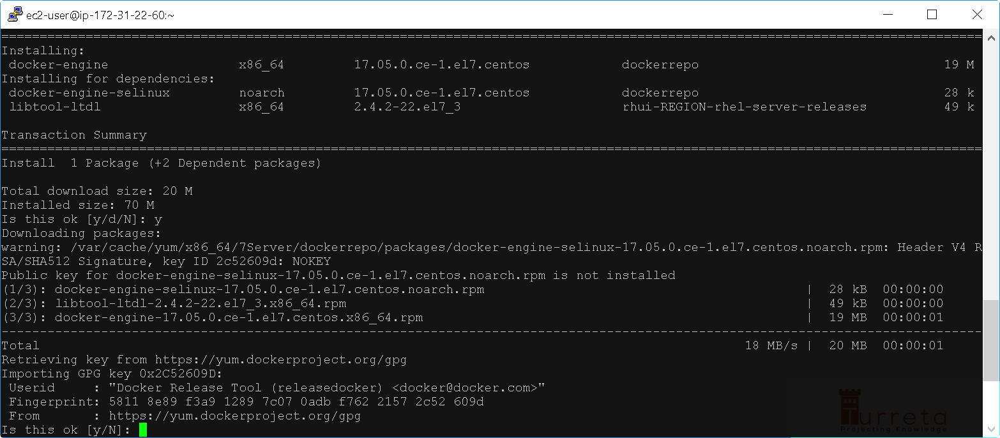 ec2-user@ip-172-31-22-60:~
================================================================================================================================
Installing:
 docker-engine                 x86_64         17.05.0.ce-1.el7.centos            dockerrepo                                19 M
Installing for dependencies:
 docker-engine-selinux         noarch         17.05.0.ce-1.el7.centos            dockerrepo                                28 k
 libtool-ltdl                  x86_64         2.4.2-22.el7_3                     rhui-REGION-rhel-server-releases          49 k
Transaction Summary
================================================================================================================================
Install  1 Package (+2 Dependent packages)
Total download size: 20 M
Installed size: 70 M
Is this ok [y/d/N]: y
Downloading packages:
warning: /var/cache/yum/x86_64/7Server/dockerrepo/packages/docker-engine-selinux-17.05.0.ce-1.el7.centos.noarch.rpm: Header V4 R
SA/SHA512 Signature, key ID 2c52609d: NOKEY
Public key for docker-engine-selinux-17.05.0.ce-1.el7.centos.noarch.rpm is not installed
(1/3): docker-engine-selinux-17.05.0.ce-1.el7.centos.noarch.rpm                                          |  28 kB  00:00:00
(2/3): libtool-ltdl-2.4.2-22.el7_3.x86_64.rpm                                                            |  49 kB  00:00:00
(3/3): docker-engine-17.05.0.ce-1.el7.centos.x86_64.rpm                                                  |  19 MB  00:00:01
--------------------------------------------------------------------------------------------------------------------------------
Total                                                                                            18 MB/s |  20 MB  00:00:01
Retrieving key from https://yum.dockerproject.org/gpg
Importing GPG key 0x2C52609D:
 Userid     : "Docker Release Tool (releasedocker) <docker@docker.com>"
 Fingerprint: 5811 8e89 f3a9 1289 7c07 0adb f762 2157 2c52 609d
 From       : https://yum.dockerproject.org/gpg
Is this ok [y/N]:
Turreta
Projecting Knowledge